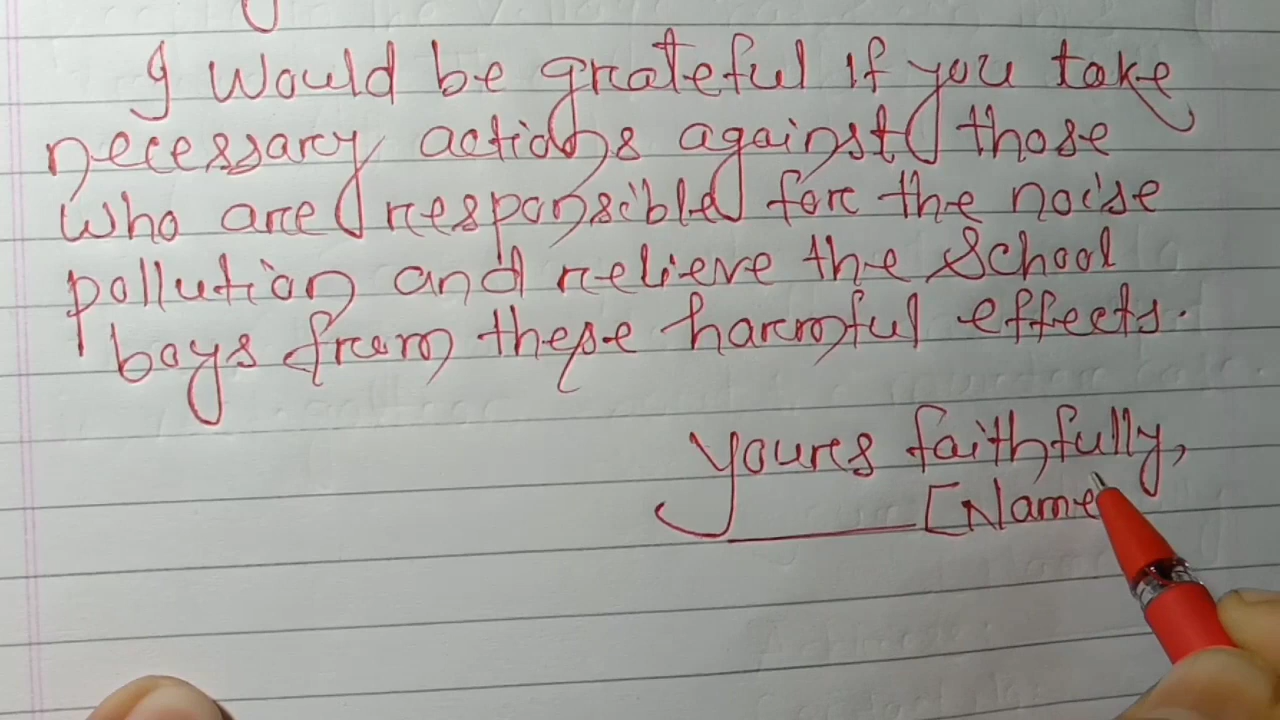 I would be grateful if you take
necessary actions against those
who are responsible for the noise
pollution and relieve the school
boys from these harmful effects.
yours faithfully,
[Name